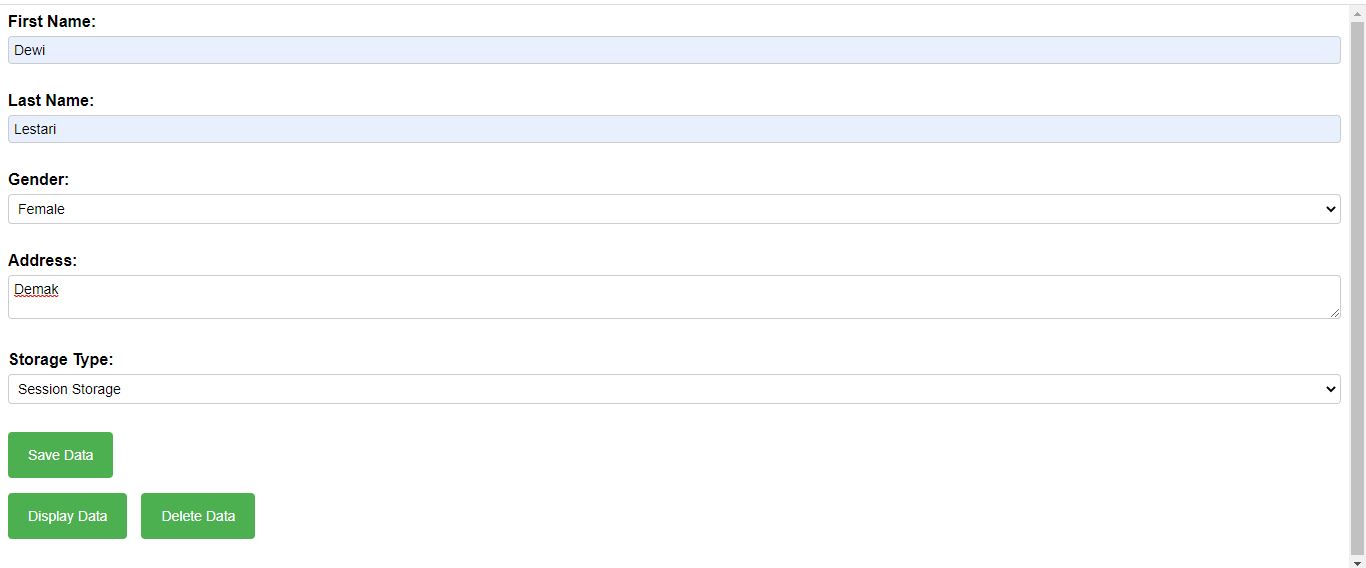 First Name:
Dewi
Last Name:
Lestari
Gender:
Female
Address:
Demak
Storage Type:
Session Storage
Save Data
Display Data Delete Data